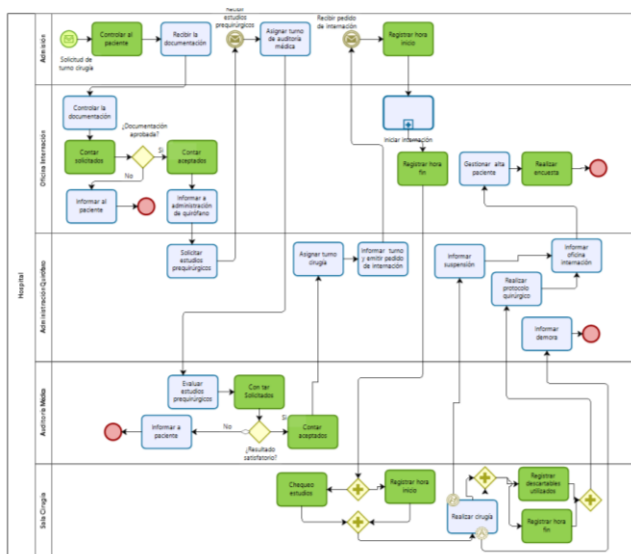 Hospital
Admisión
Solicitud de
turno cirugía
Controlar al
paciente
Recibir la
documentación
Recibir
estudios
prequirúrgicos
Asignar turno
de auditoría
médica
Recibir pedido
de internación
Registrar hora
inicio
Oficina Internación
Controlar la
documentación
¿Documentación
aprobada?
Contar
solicitados
Si
Contar
aceptados
No
Informar al
paciente
Informar a
administración
de quirófano
Iniciar internación
Registrar hora
fin
Gestionar alta
paciente
Realizar
encuesta
Administración Quirófano
Solicitar
estudios
prequirúrgicos
Asignar turno
cirugía
Informar turno
y emitir pedido
de internación
Informar
suspensión
Informar
oficina
internación
Realizar
protocolo
quirúrgico
Informar
demora
Auditoría Médica
Evaluar
estudios
prequirúrgicos
Con tar
Solicitados
Si
Contar
aceptados
No
Informar a
paciente
¿Resultado
satisfatorio?
Sala Cirugía
Chequeo
estudios
Registrar hora
inicio
Realizar cirugía
Registrar
descartables
utilizados
Registrar hora
fin